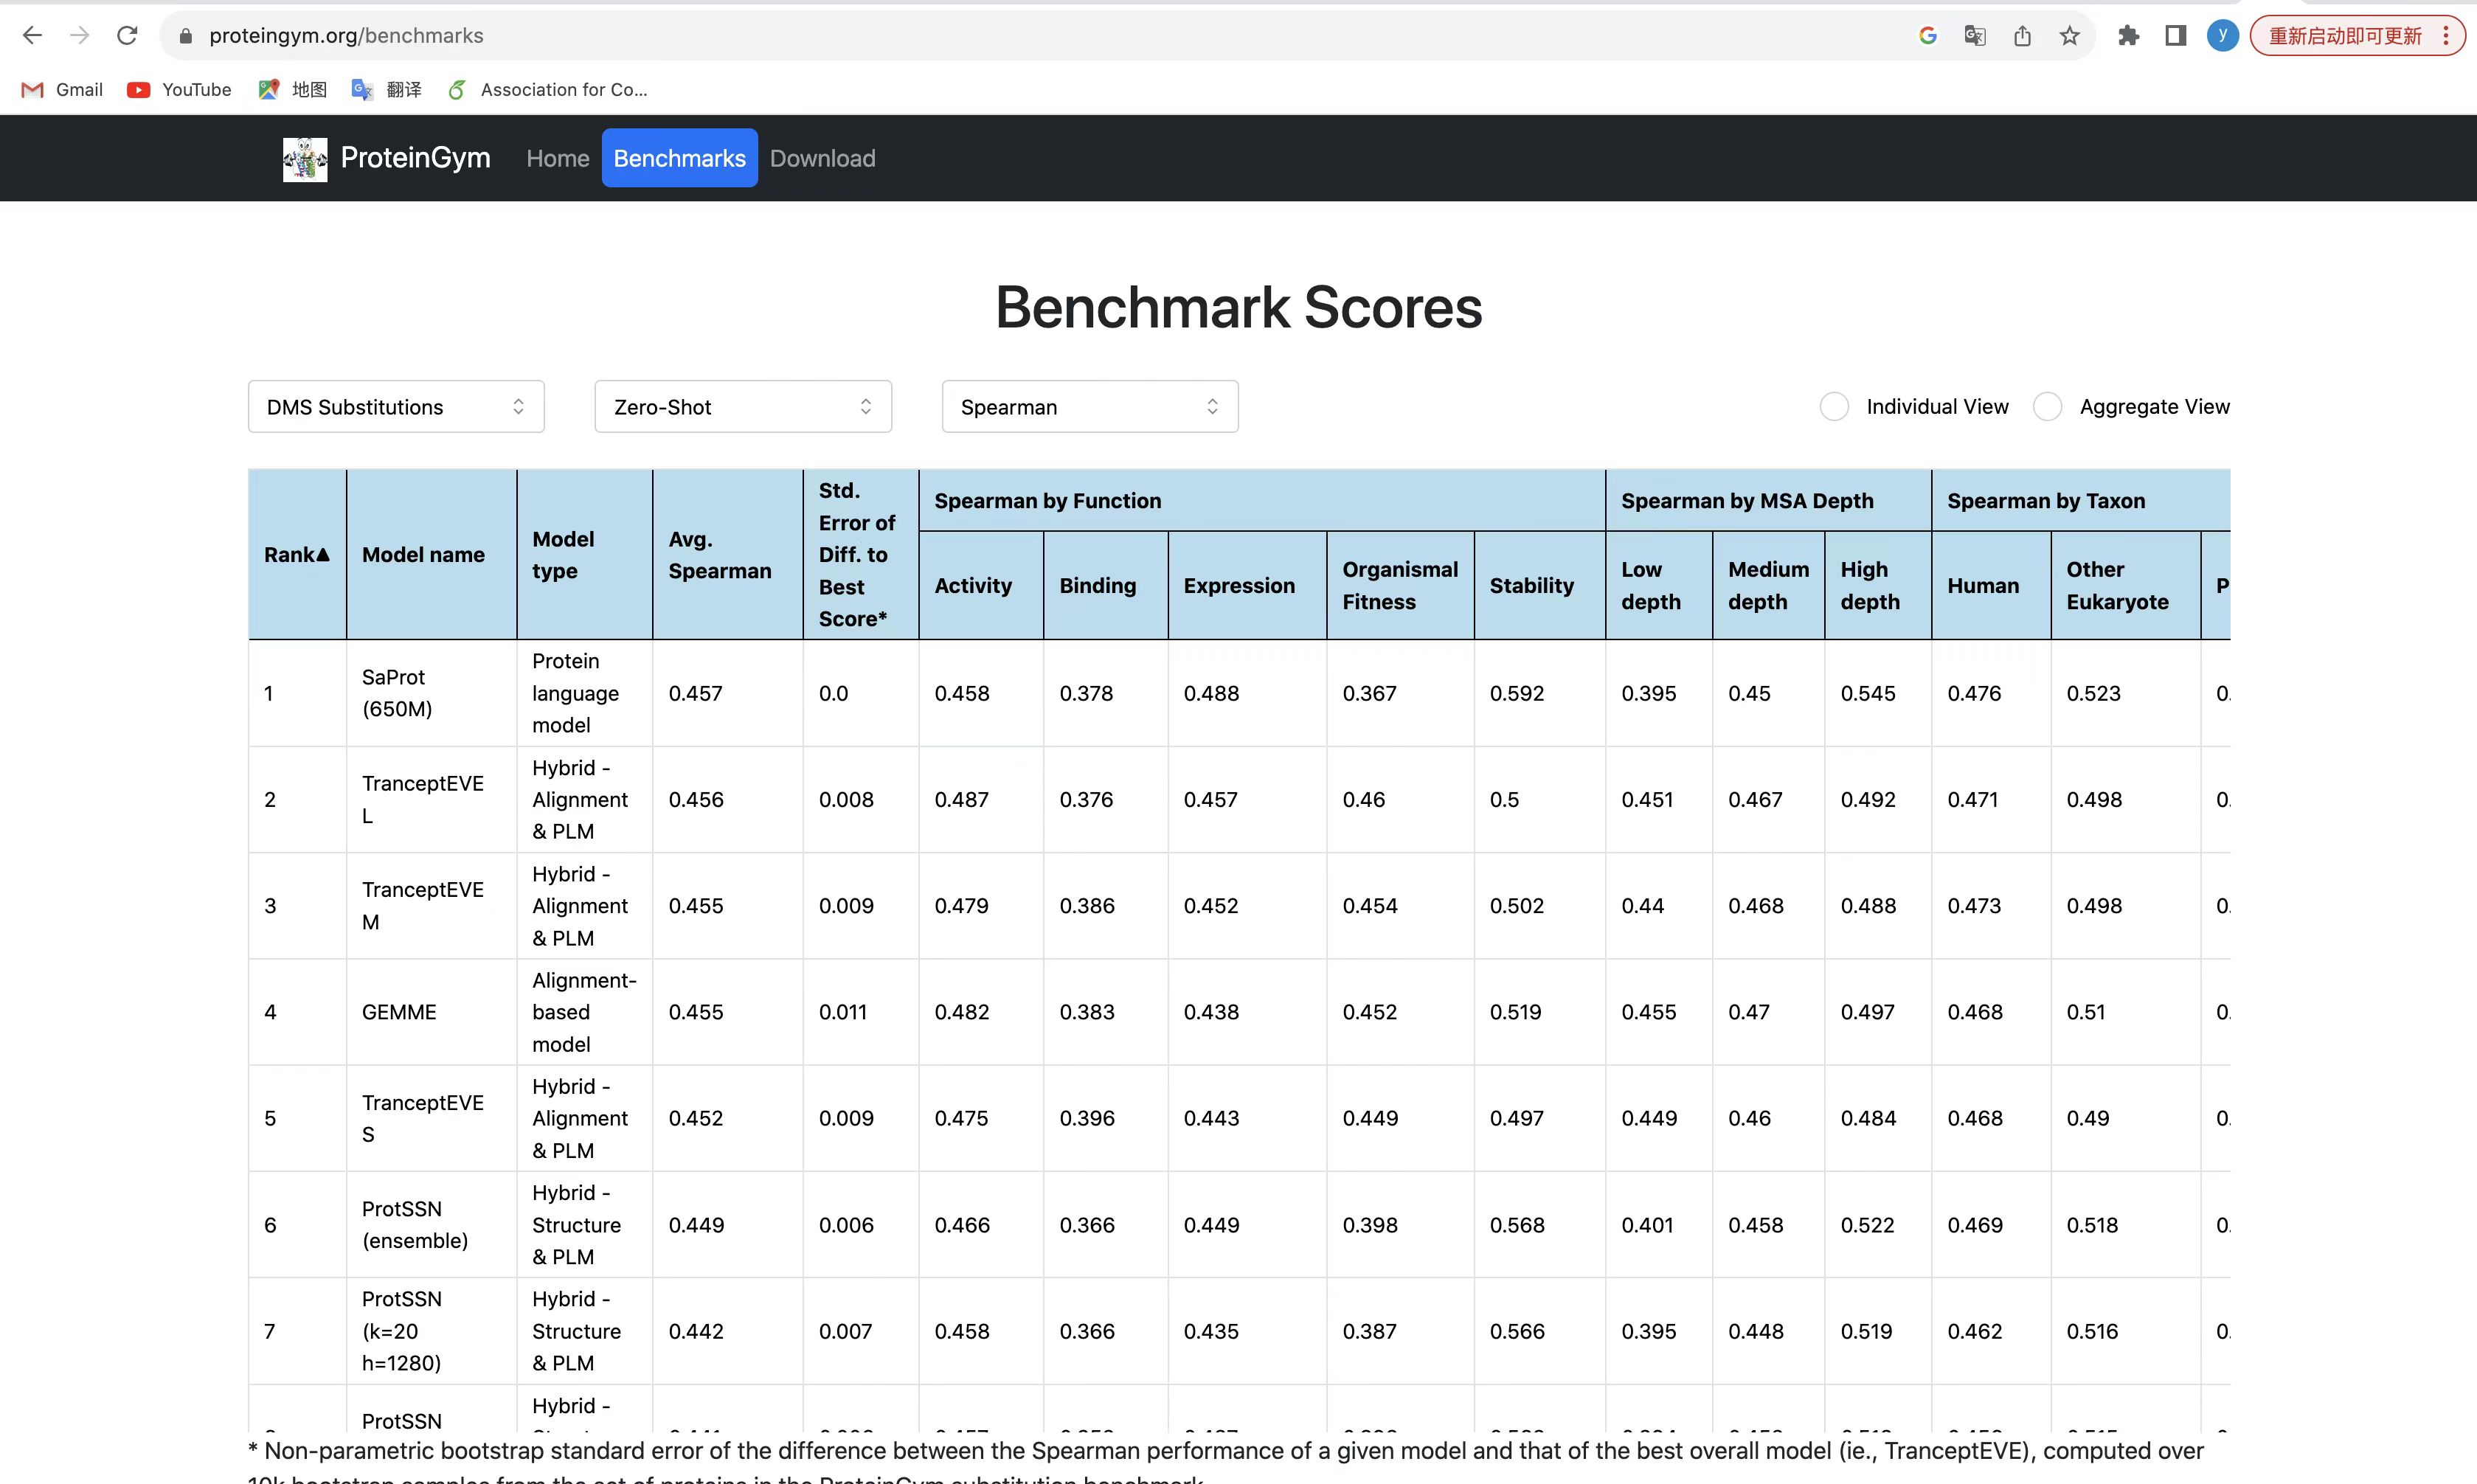 proteingym.org/benchmarks
重新启动即可更新
Gmail YouTube 地图 翻译 Association for Co...
ProteinGym Home Benchmarks Download
Benchmark Scores
DMS Substitutions Zero-Shot Spearman Individual View Aggregate View
Rank▲ Model name Model type Avg. Spearman Std. Error of Diff. to Best Score* Spearman by Function Spearman by MSA Depth Spearman by Taxon
Activity Binding Expression Organismal Fitness Stability Low depth Medium depth High depth Human Other Eukaryote P
1 SaProt (650M) Protein language model 0.457 0.0 0.458 0.378 0.488 0.367 0.592 0.395 0.45 0.545 0.476 0.523 0.
2 TranceptEVE L Hybrid - Alignment & PLM 0.456 0.008 0.487 0.376 0.457 0.46 0.5 0.451 0.467 0.492 0.471 0.498 0.
3 TranceptEVE M Hybrid - Alignment & PLM 0.455 0.009 0.479 0.386 0.452 0.454 0.502 0.44 0.468 0.488 0.473 0.498 0.
4 GEMME Alignment-based model 0.455 0.011 0.482 0.383 0.438 0.452 0.519 0.455 0.47 0.497 0.468 0.51 0.
5 TranceptEVE S Hybrid - Alignment & PLM 0.452 0.009 0.475 0.396 0.443 0.449 0.497 0.449 0.46 0.484 0.468 0.49 0.
6 ProtSSN (ensemble) Hybrid - Structure & PLM 0.449 0.006 0.466 0.366 0.449 0.398 0.568 0.401 0.458 0.522 0.469 0.518 0.
7 ProtSSN (k=20 h=1280) Hybrid - Structure & PLM 0.442 0.007 0.458 0.366 0.435 0.387 0.566 0.395 0.448 0.519 0.462 0.516 0.
ProtSSN Hybrid -
* Non-parametric bootstrap standard error of the difference between the Spearman performance of a given model and that of the best overall model (ie., TranceptEVE), computed over
10k bootstrap samples from the set of proteins in the ProteinGym substitution benchmark